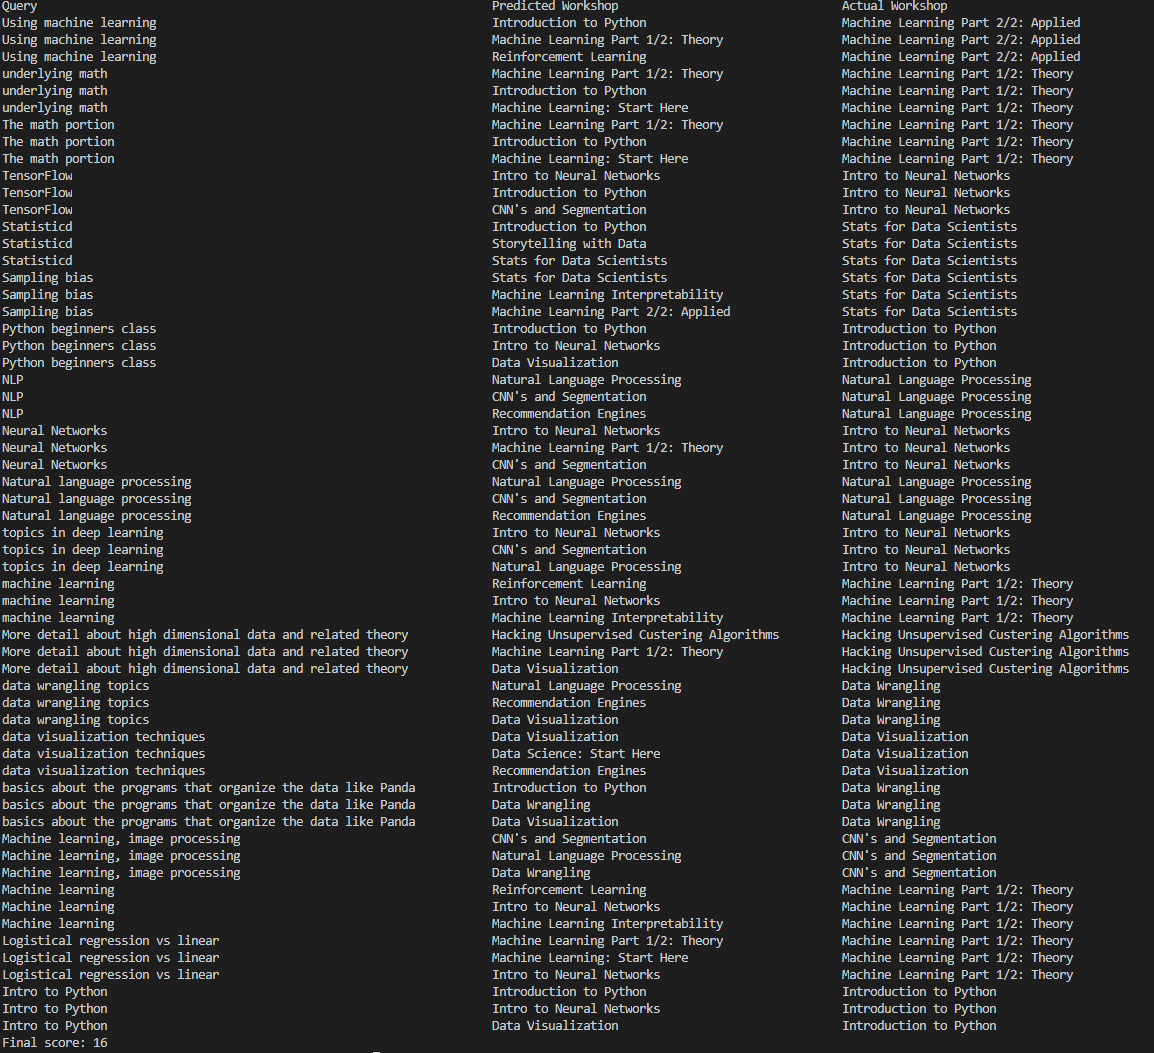 Query Predicted Workshop Actual Workshop
Using machine learning Introduction to Python Machine Learning Part 2/2: Applied
Using machine learning Machine Learning Part 1/2: Theory Machine Learning Part 2/2: Applied
Using machine learning Reinforcement Learning Machine Learning Part 2/2: Applied
underlying math Machine Learning Part 1/2: Theory Machine Learning Part 1/2: Theory
underlying math Introduction to Python Machine Learning Part 1/2: Theory
underlying math Machine Learning: Start Here Machine Learning Part 1/2: Theory
The math portion Machine Learning Part 1/2: Theory Machine Learning Part 1/2: Theory
The math portion Introduction to Python Machine Learning Part 1/2: Theory
The math portion Machine Learning: Start Here Machine Learning Part 1/2: Theory
TensorFlow Intro to Neural Networks Intro to Neural Networks
TensorFlow Introduction to Python Intro to Neural Networks
TensorFlow CNN's and Segmentation Intro to Neural Networks
Statisticd Introduction to Python Stats for Data Scientists
Statisticd Storytelling with Data Stats for Data Scientists
Statisticd Stats for Data Scientists Stats for Data Scientists
Sampling bias Stats for Data Scientists Stats for Data Scientists
Sampling bias Machine Learning Interpretability Stats for Data Scientists
Sampling bias Machine Learning Part 2/2: Applied Stats for Data Scientists
Python beginners class Introduction to Python Introduction to Python
Python beginners class Intro to Neural Networks Introduction to Python
Python beginners class Data Visualization Introduction to Python
NLP Natural Language Processing Natural Language Processing
NLP CNN's and Segmentation Natural Language Processing
NLP Recommendation Engines Natural Language Processing
Neural Networks Intro to Neural Networks Intro to Neural Networks
Neural Networks Machine Learning Part 1/2: Theory Intro to Neural Networks
Neural Networks CNN's and Segmentation Intro to Neural Networks
Natural language processing Natural Language Processing Natural Language Processing
Natural language processing CNN's and Segmentation Natural Language Processing
Natural language processing Recommendation Engines Natural Language Processing
topics in deep learning Intro to Neural Networks Intro to Neural Networks
topics in deep learning CNN's and Segmentation Intro to Neural Networks
topics in deep learning Natural Language Processing Intro to Neural Networks
machine learning Reinforcement Learning Machine Learning Part 1/2: Theory
machine learning Intro to Neural Networks Machine Learning Part 1/2: Theory
machine learning Machine Learning Interpretability Machine Learning Part 1/2: Theory
More detail about high dimensional data and related theory Hacking Unsupervised Custering Algorithms Hacking Unsupervised Custering Algorithms
More detail about high dimensional data and related theory Machine Learning Part 1/2: Theory Hacking Unsupervised Custering Algorithms
More detail about high dimensional data and related theory Data Visualization Hacking Unsupervised Custering Algorithms
data wrangling topics Natural Language Processing Data Wrangling
data wrangling topics Recommendation Engines Data Wrangling
data wrangling topics Data Visualization Data Wrangling
data visualization techniques Data Visualization Data Visualization
data visualization techniques Data Science: Start Here Data Visualization
data visualization techniques Recommendation Engines Data Visualization
basics about the programs that organize the data like Panda Introduction to Python Data Wrangling
basics about the programs that organize the data like Panda Data Wrangling Data Wrangling
basics about the programs that organize the data like Panda Data Visualization Data Wrangling
Machine learning, image processing CNN's and Segmentation CNN's and Segmentation
Machine learning, image processing Natural Language Processing CNN's and Segmentation
Machine learning, image processing Data Wrangling CNN's and Segmentation
Machine learning Reinforcement Learning Machine Learning Part 1/2: Theory
Machine learning Intro to Neural Networks Machine Learning Part 1/2: Theory
Machine learning Machine Learning Interpretability Machine Learning Part 1/2: Theory
Logistical regression vs linear Machine Learning Part 1/2: Theory Machine Learning Part 1/2: Theory
Logistical regression vs linear Machine Learning: Start Here Machine Learning Part 1/2: Theory
Logistical regression vs linear Intro to Neural Networks Machine Learning Part 1/2: Theory
Intro to Python Introduction to Python Introduction to Python
Intro to Python Intro to Neural Networks Introduction to Python
Intro to Python Data Visualization Introduction to Python
Final score: 16